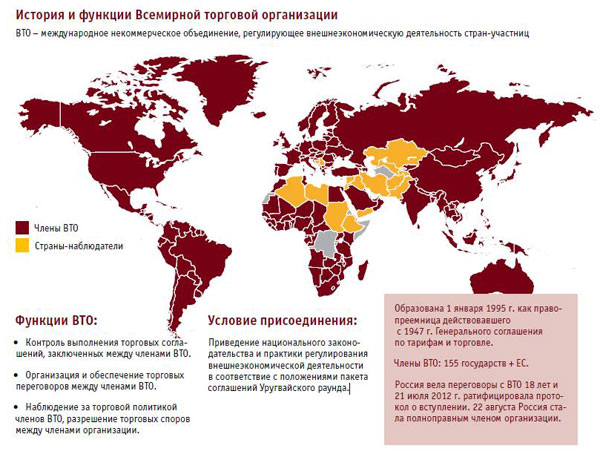 История и функции Всемирной торговой организации
ВТО – международное некоммерческое объединение, регулирующее внешнеэкономическую деятельность стран-участниц
Члены ВТО
Страны-наблюдатели
Функции ВТО:
• Контроль выполнения торговых согла-
шений, заключенных между членами ВТО.
• Организация и обеспечение торговых
переговоров между членами ВТО.
• Наблюдение за торговой политикой
членов ВТО, разрешение торговых споров
между членами организации.
Условие присоединения:
Приведение национального законо-
дательства и практики регулирования
внешнеэкономической деятельности
в соответствие с положениями пакета
соглашений Уругвайского раунда.
Образована 1 января 1995 г. как право-
преемница действовавшего
с 1947 г. Генерального соглашения
по тарифам и торговле.
Члены ВТО: 155 государств + ЕС.
Россия вела переговоры с ВТО 18 лет и
21 июля 2012 г. ратифицировала прото-
кол о вступлении. 22 августа Россия ста-
ла полноправным членом организации.